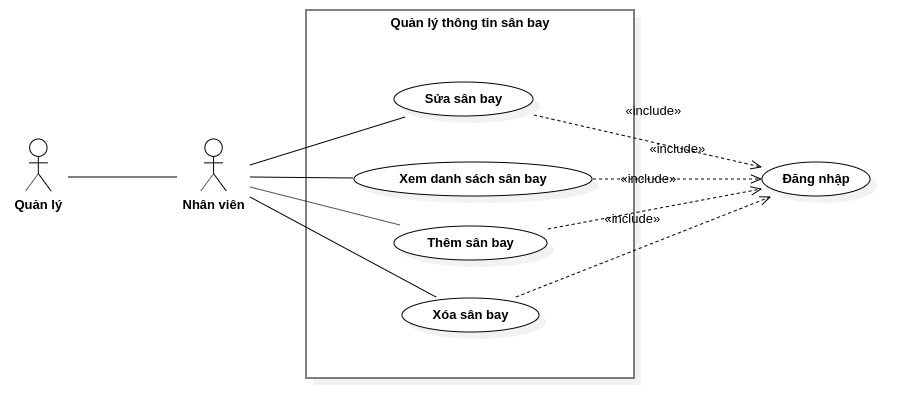 Quản lý thông tin sân bay
Sửa sân bay
«include»
«include»
Xem danh sách sân bay
«include»
Đăng nhập
Quản lý
Nhân viên
«include»
Thêm sân bay
Xóa sân bay